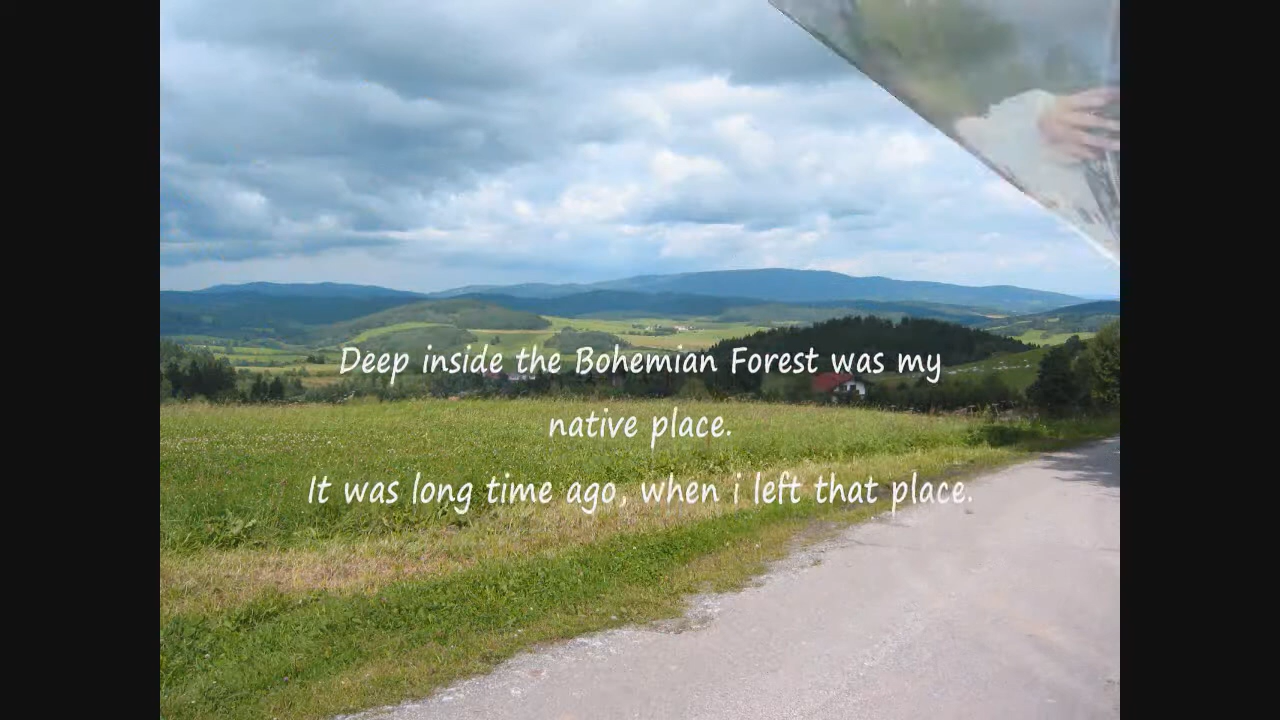 Deep inside the Bohemian Forest was my
native place.
It was long time ago, when i left that place.